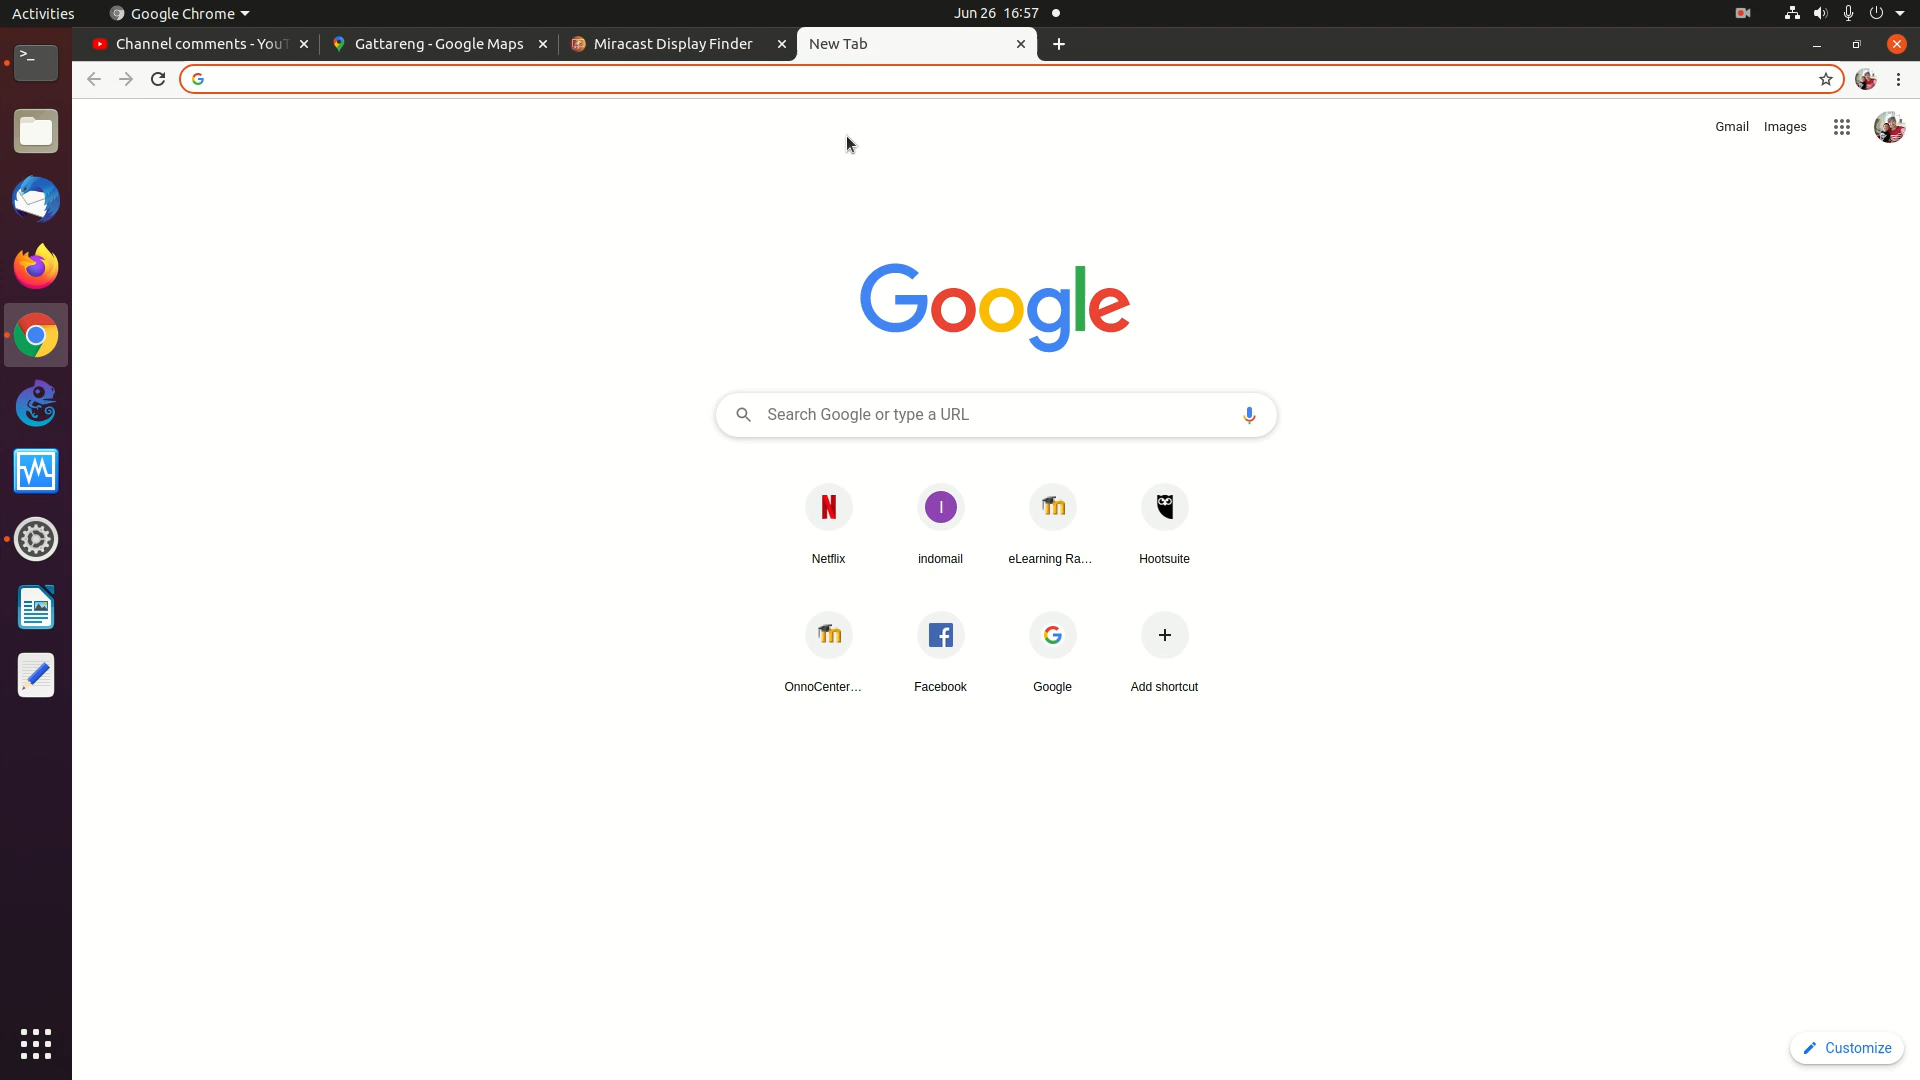 Activities Google Chrome Jun 26 16:57
Channel comments - YouT Gattareng - Google Maps Miracast Display Finder New Tab
Gmail Images
Google
Search Google or type a URL
Netflix indomail eLearning Ra... Hootsuite
OnnoCenter... Facebook Google Add shortcut
Customize